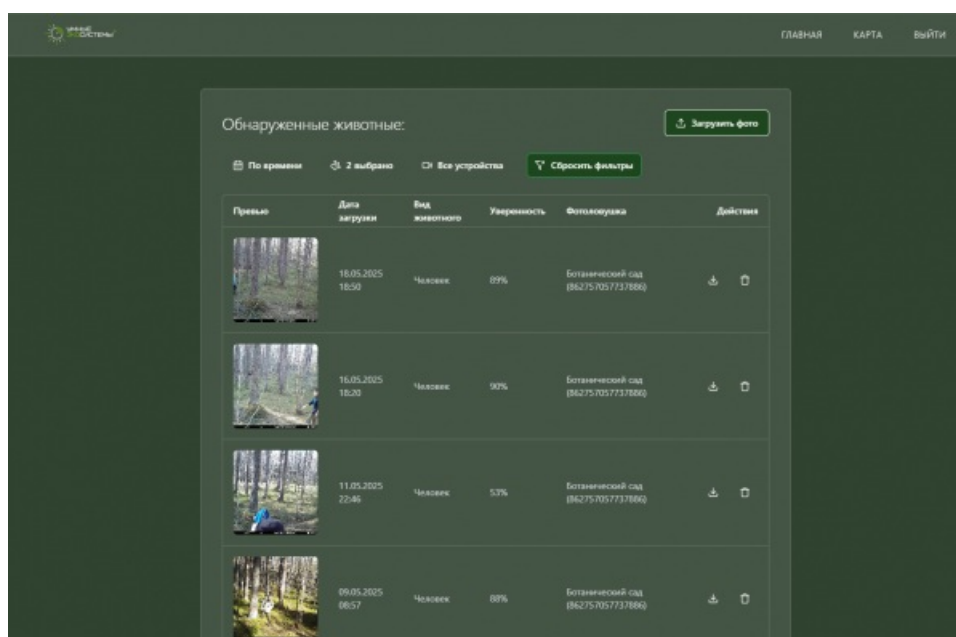 УМНЫЕ
ЭКОСИСТЕМЫ
ГЛАВНАЯ КАРТА ВЫЙТИ
Обнаруженные животные:
Загрузить фото
По времени 2 выбрано Все устройства Сбросить фильтры
Превью Дата загрузки Вид животного Уверенность Фотоловушка Действия
18.05.2025
18:50
Человек
89%
Ботанический сад
(862757057737886)
16.05.2025
18:20
Человек
90%
Ботанический сад
(862757057737886)
11.05.2025
22:46
Человек
53%
Ботанический сад
(862757057737886)
09.05.2025
08:57
Человек
88%
Ботанический сад
(862757057737886)